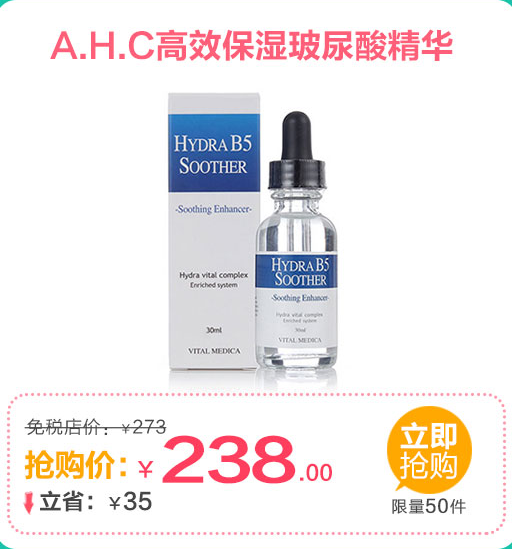 A.H.C高效保湿玻尿酸精华
HYDRA B5
SOOTHER
-Soothing Enhancer-
Hydra vital complex
Enriched system
30ml
VITAL MEDICA
HYDRA B5
SOOTHER
-Soothing Enhancer-
Hydra vital complex
Enriched system
30ml
VITAL MEDICA
免税店价：¥273
抢购价：¥238.00
立省：¥35
立即
抢购
限量50件